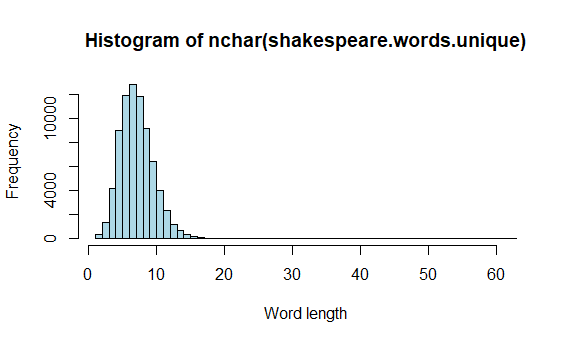 Histogram of nchar(shakespeare.words.unique)
Frequency
10000
4000
0
0 10 20 30 40 50 60
Word length